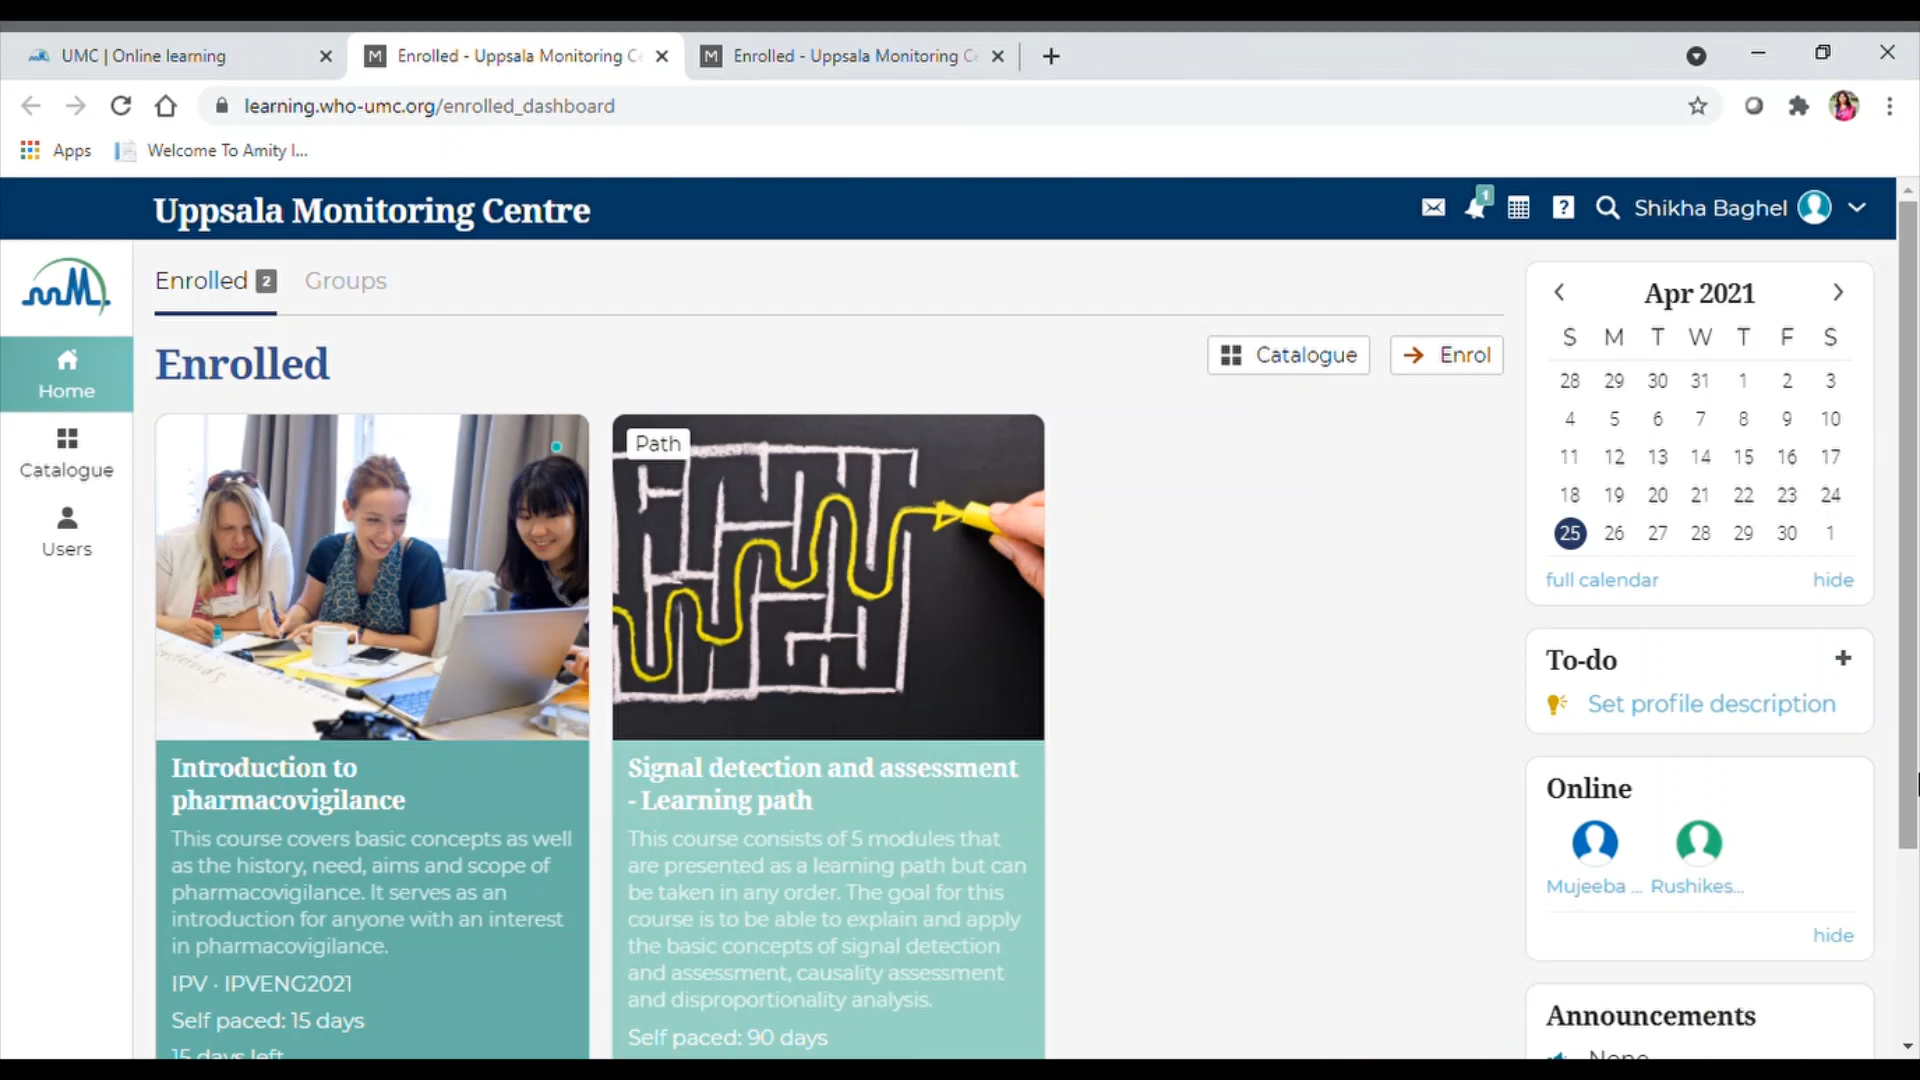 UMC | Online learning
Enrolled - Uppsala Monitoring C
Enrolled - Uppsala Monitoring C
learning.who-umc.org/enrolled_dashboard
Apps
Welcome To Amity I...
Uppsala Monitoring Centre
1
Shikha Baghel
Enrolled 2
Groups
Home
Catalogue
Users
Enrolled
Catalogue
Enrol
Path
Introduction to
pharmacovigilance
This course covers basic concepts as well
as the history, need, aims and scope of
pharmacovigilance. It serves as an
introduction for anyone with an interest
in pharmacovigilance.
IPV · IPVENG2021
Self paced: 15 days
15 days left
Signal detection and assessment
- Learning path
This course consists of 5 modules that
are presented as a learning path but can
be taken in any order. The goal for this
course is to be able to explain and apply
the basic concepts of signal detection
and assessment, causality assessment
and disproportionality analysis.
Self paced: 90 days
Apr 2021
S M T W T F S
28 29 30 31 1 2 3
4 5 6 7 8 9 10
11 12 13 14 15 16 17
18 19 20 21 22 23 24
25 26 27 28 29 30 1
full calendar
hide
To-do
Set profile description
Online
Mujeeba ...
Rushikes...
hide
Announcements
None